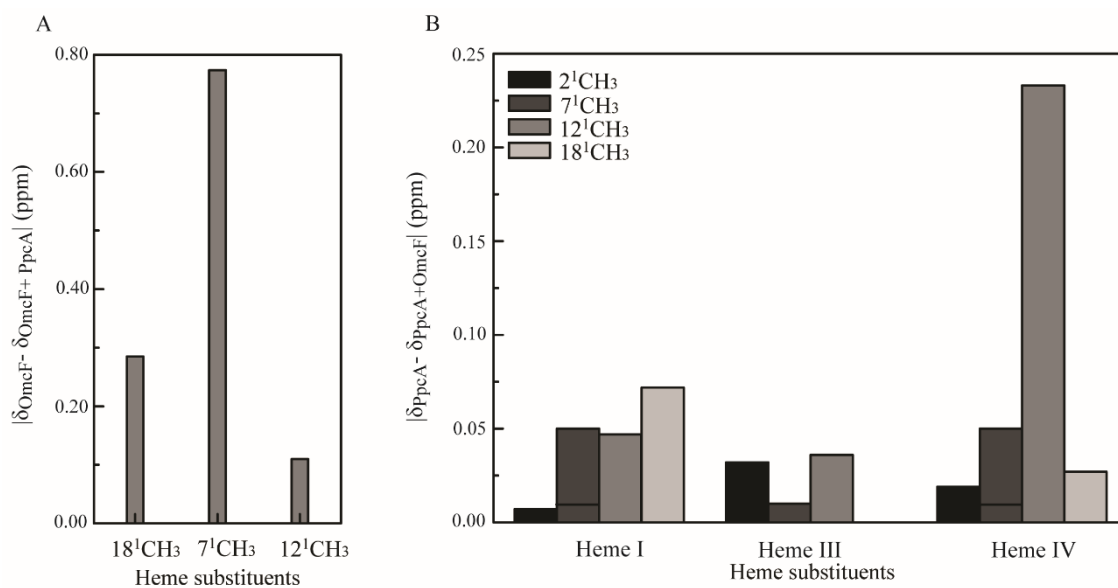 A
|δOmcF- δOmcF+ PpcA| (ppm)
0.80
0.60
0.40
0.20
0.00
18¹CH₃ 7¹CH₃ 12¹CH₃
Heme substituents
B
|δPpcA- δPpcA+OmcF| (ppm)
0.25
0.20
0.15
0.10
0.05
0.00
2¹CH₃
7¹CH₃
12¹CH₃
18¹CH₃
Heme I Heme III Heme IV
Heme substituents